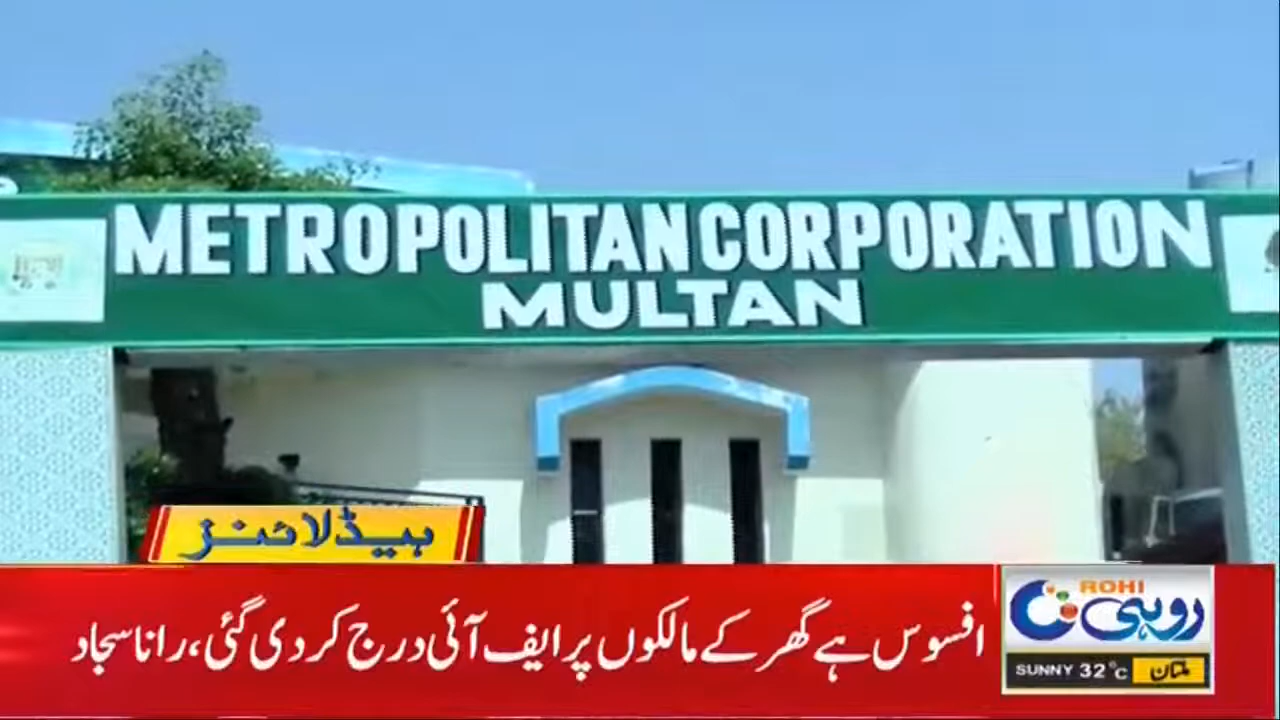 METROPOLITAN CORPORATION
MULTAN
ہیڈلائنز
افسوس ہے گھر کے مالکوں پر ایف آئی درج کر دی گئی، رانا سجاد
ROHI
روہی
SUNNY 32°C ملتان